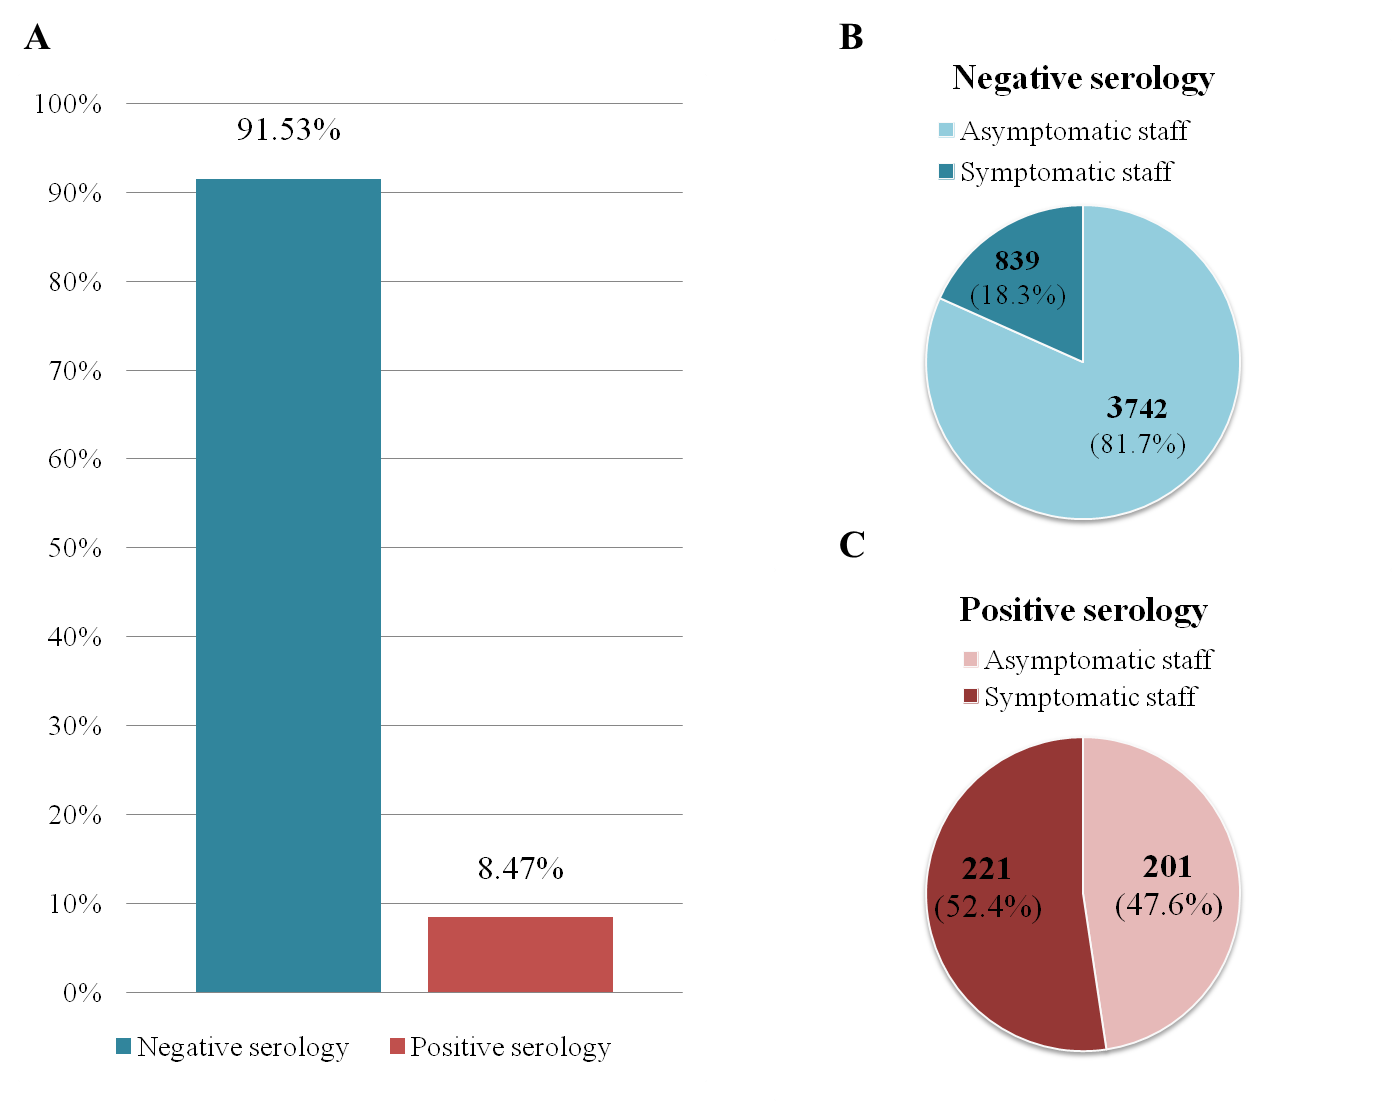 A
100%
90%
80%
70%
60%
50%
40%
30%
20%
10%
0%
91.53%
8.47%
Negative serology
Positive serology
B
Negative serology
Asymptomatic staff
Symptomatic staff
839
(18.3%)
3742
(81.7%)
C
Positive serology
Asymptomatic staff
Symptomatic staff
221
(52.4%)
201
(47.6%)